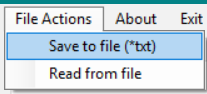 File Actions About Exit
Save to file (*txt)
Read from file